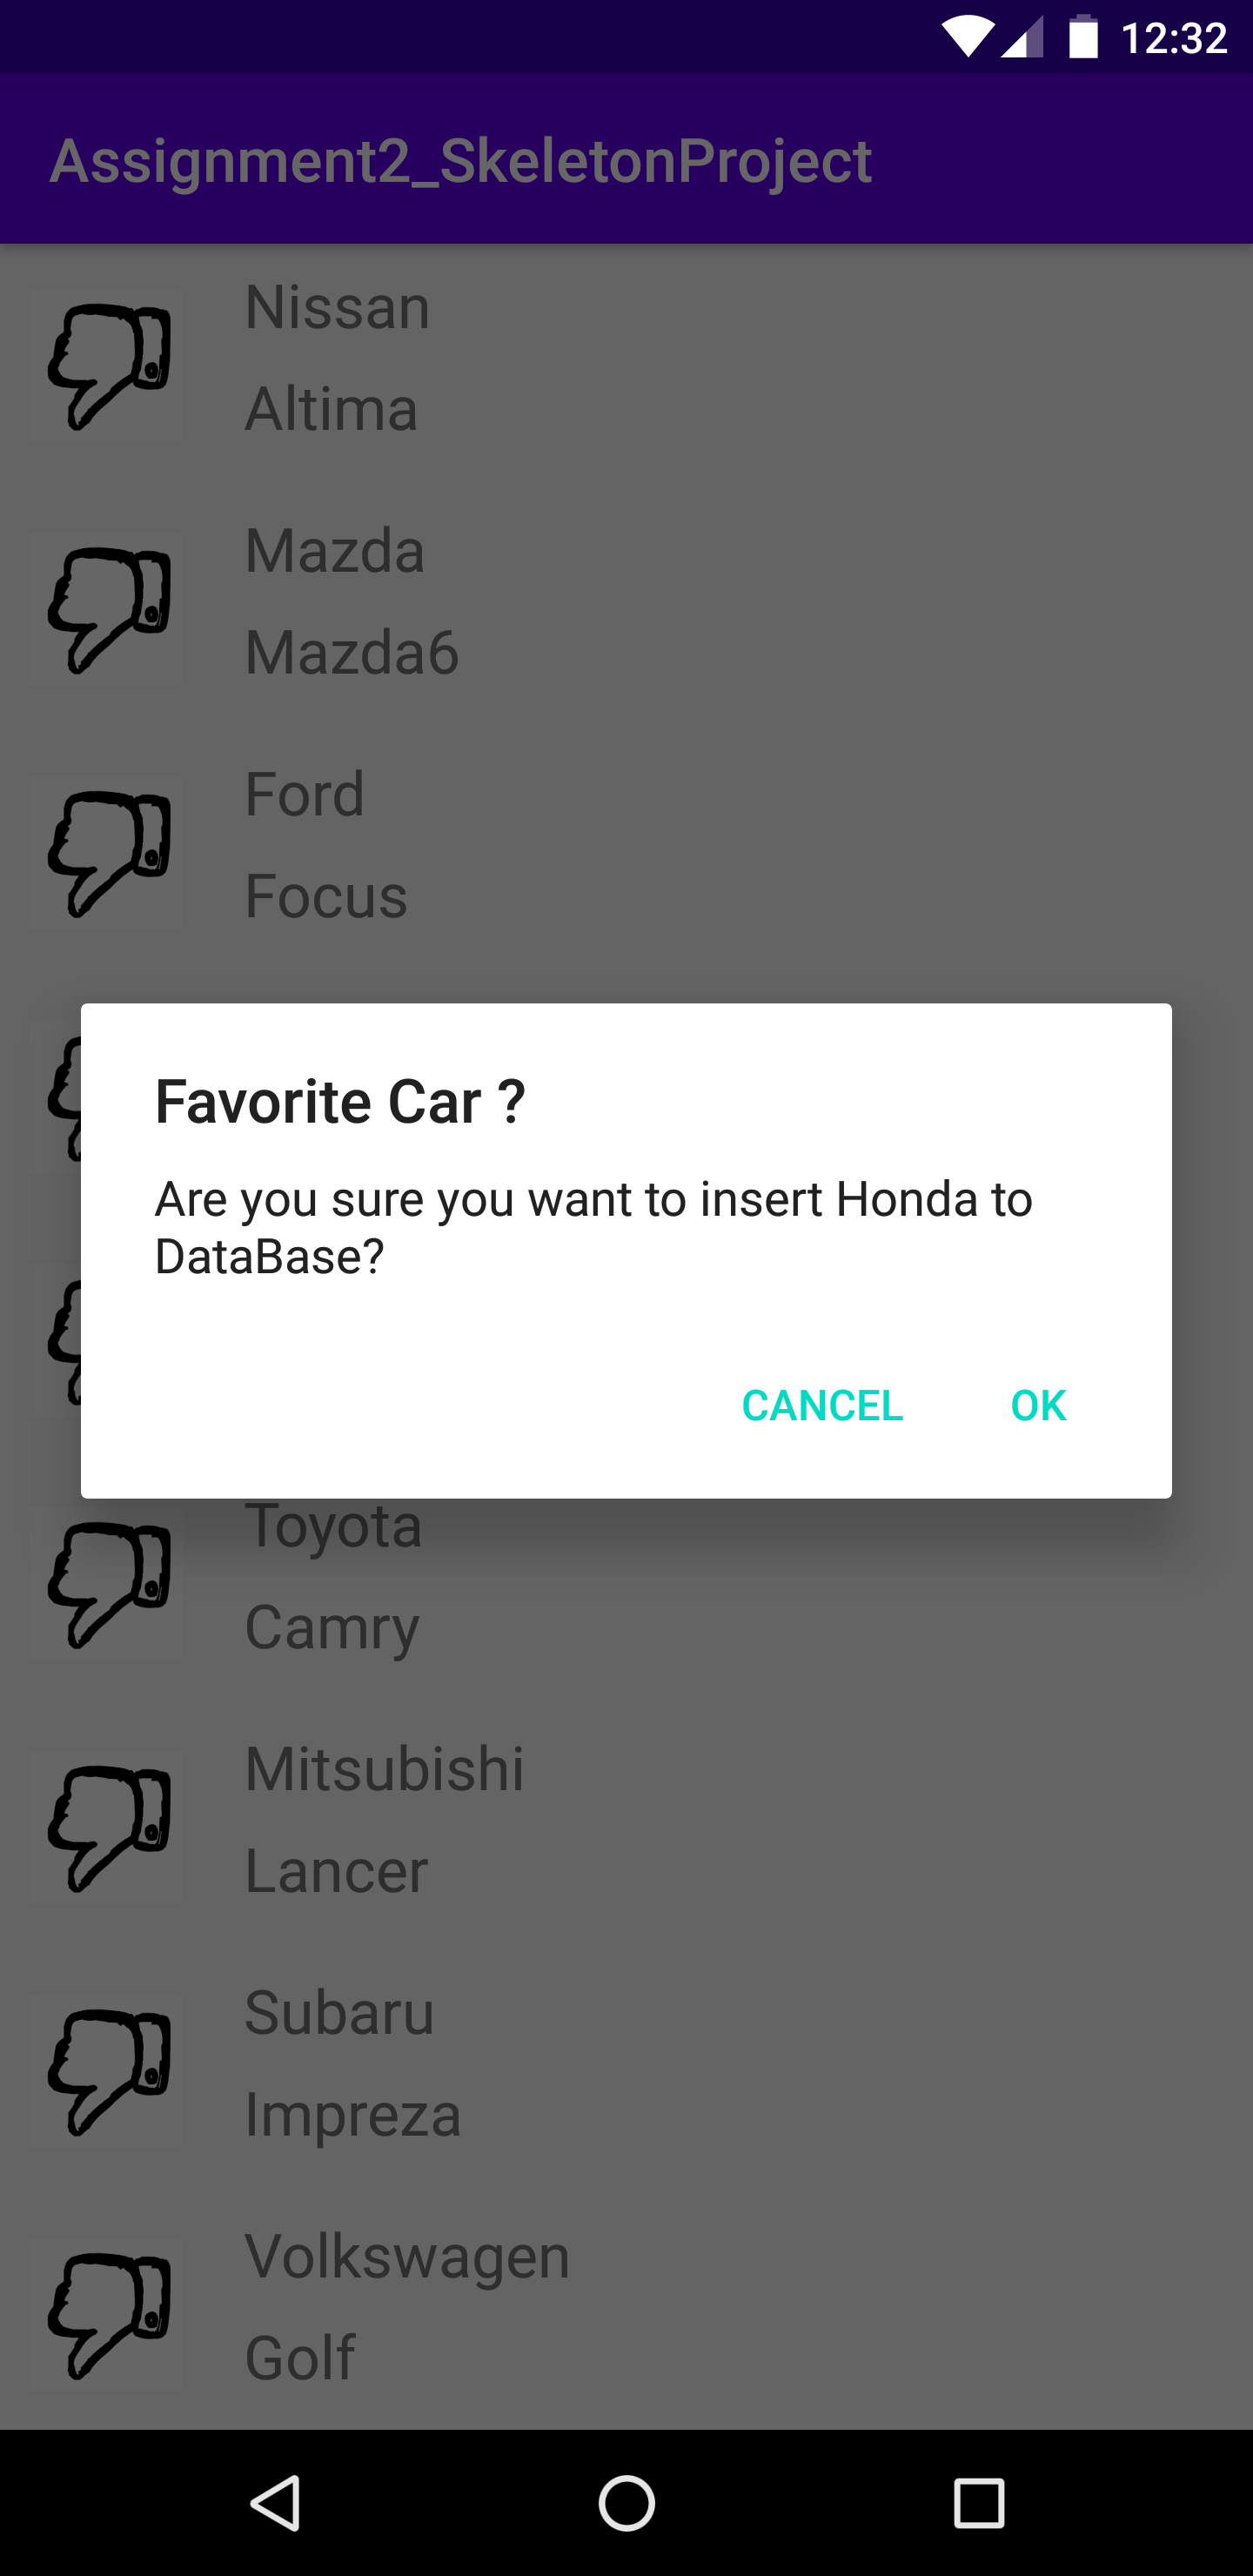 12:32
Assignment2_SkeletonProject
Nissan
Altima
Mazda
Mazda6
Ford
Focus
Favorite Car ?
Are you sure you want to insert Honda to
DataBase?
CANCEL OK
Toyota
Camry
Mitsubishi
Lancer
Subaru
Impreza
Volkswagen
Golf